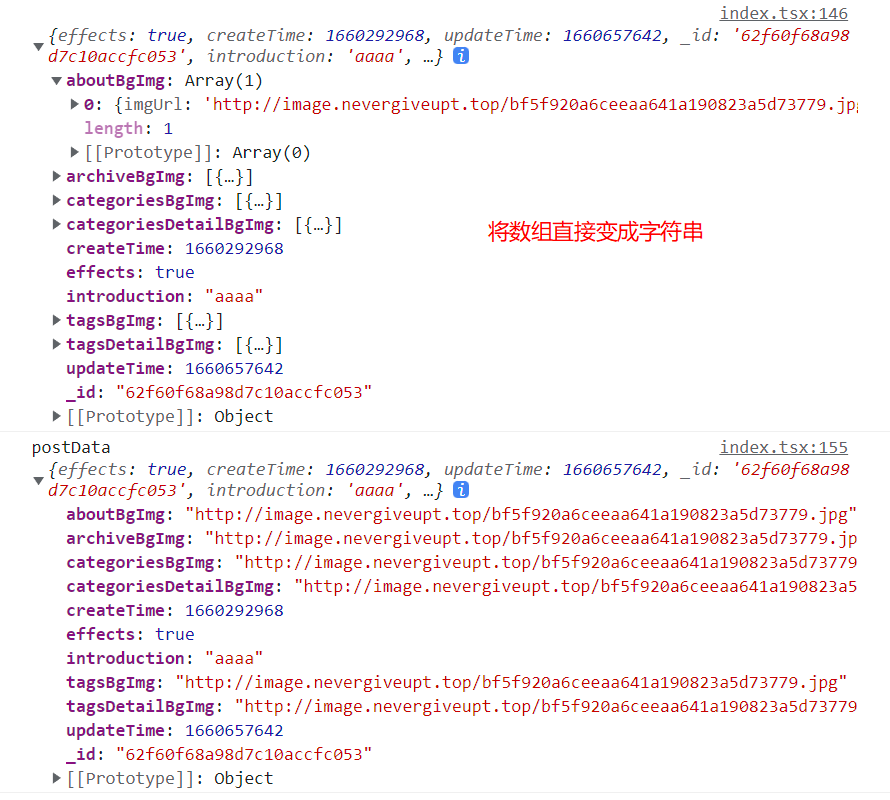 index.tsx:146
{effects: true, createTime: 1660292968, updateTime: 1660657642, _id: '62f60f68a98
d7c10accfc053', introduction: 'aaaa', …} i
aboutBgImg: Array(1)
0: {imgUrl: 'http://image.nevergiveupt.top/bf5f920a6ceeaa641a190823a5d73779.jpg
length: 1
[[Prototype]]: Array(0)
archiveBgImg: [{…}]
categoriesBgImg: [{…}]
categoriesDetailBgImg: [{…}]
将数组直接变成字符串
createTime: 1660292968
effects: true
introduction: "aaaa"
tagsBgImg: [{…}]
tagsDetailBgImg: [{…}]
updateTime: 1660657642
_id: "62f60f68a98d7c10accfc053"
[[Prototype]]: Object
postData index.tsx:155
{effects: true, createTime: 1660292968, updateTime: 1660657642, _id: '62f60f68a98
d7c10accfc053', introduction: 'aaaa', …} i
aboutBgImg: "http://image.nevergiveupt.top/bf5f920a6ceeaa641a190823a5d73779.jpg"
archiveBgImg: "http://image.nevergiveupt.top/bf5f920a6ceeaa641a190823a5d73779.jp
categoriesBgImg: "http://image.nevergiveupt.top/bf5f920a6ceeaa641a190823a5d73779
categoriesDetailBgImg: "http://image.nevergiveupt.top/bf5f920a6ceeaa641a190823a5
createTime: 1660292968
effects: true
introduction: "aaaa"
tagsBgImg: "http://image.nevergiveupt.top/bf5f920a6ceeaa641a190823a5d73779.jpg"
tagsDetailBgImg: "http://image.nevergiveupt.top/bf5f920a6ceeaa641a190823a5d73779
updateTime: 1660657642
_id: "62f60f68a98d7c10accfc053"
[[Prototype]]: Object